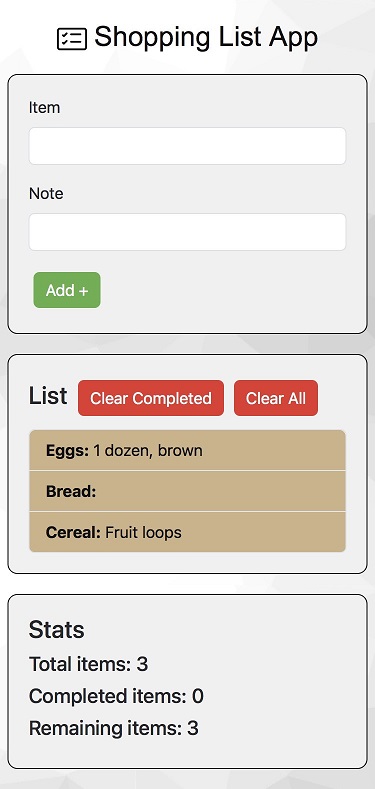 Shopping List App
Item
Note
Add +
List Clear Completed Clear All
Eggs: 1 dozen, brown
Bread:
Cereal: Fruit loops
Stats
Total items: 3
Completed items: 0
Remaining items: 3